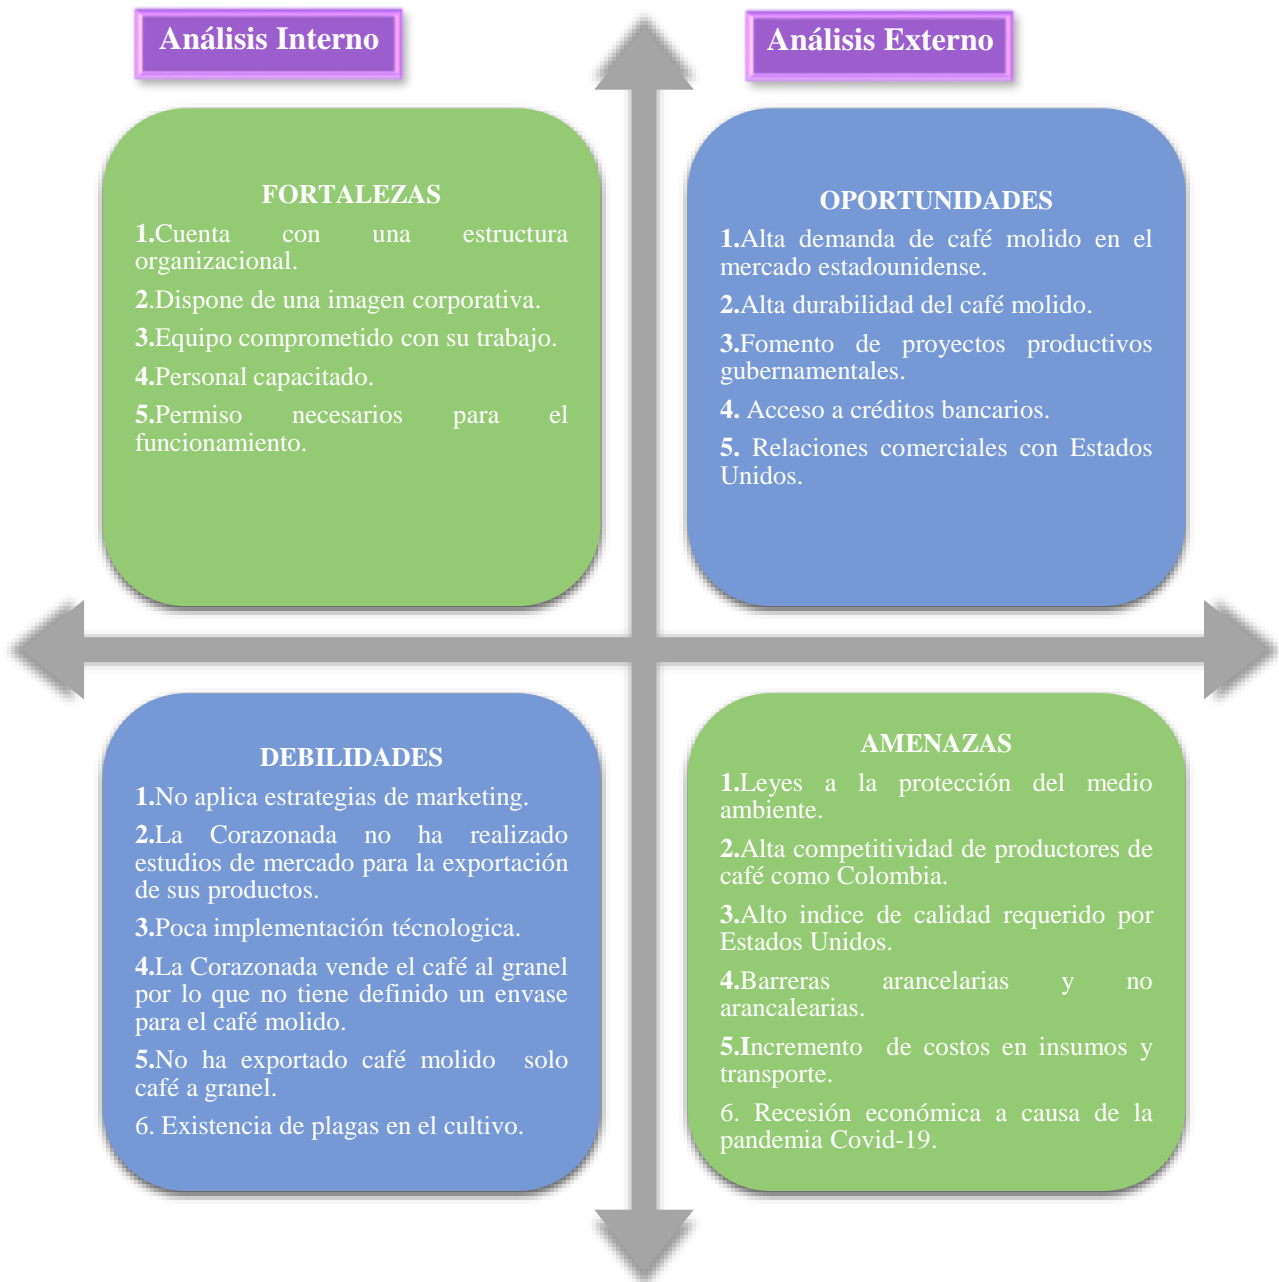 Análisis Interno
Análisis Externo
FORTALEZAS
1.Cuenta con una estructura
organizacional.
2.Dispone de una imagen corporativa.
3.Equipo comprometido con su trabajo.
4.Personal capacitado.
5.Permiso necesarios para el
funcionamiento.
OPORTUNIDADES
1.Alta demanda de café molido en el
mercado estadounidense.
2.Alta durabilidad del café molido.
3.Fomento de proyectos productivos
gubernamentales.
4. Acceso a créditos bancarios.
5. Relaciones comerciales con Estados
Unidos.
DEBILIDADES
1.No aplica estrategias de marketing.
2.La Corazonada no ha realizado
estudios de mercado para la exportación
de sus productos.
3.Poca implementación técnologica.
4.La Corazonada vende el café al granel
por lo que no tiene definido un envase
para el café molido.
5.No ha exportado café molido solo
café a granel.
6. Existencia de plagas en el cultivo.
AMENAZAS
1.Leyes a la protección del medio
ambiente.
2.Alta competitividad de productores de
café como Colombia.
3.Alto indice de calidad requerido por
Estados Unidos.
4.Barreras arancelarias y no
arancalearias.
5.Incremento de costos en insumos y
transporte.
6. Recesión económica a causa de la
pandemia Covid-19.